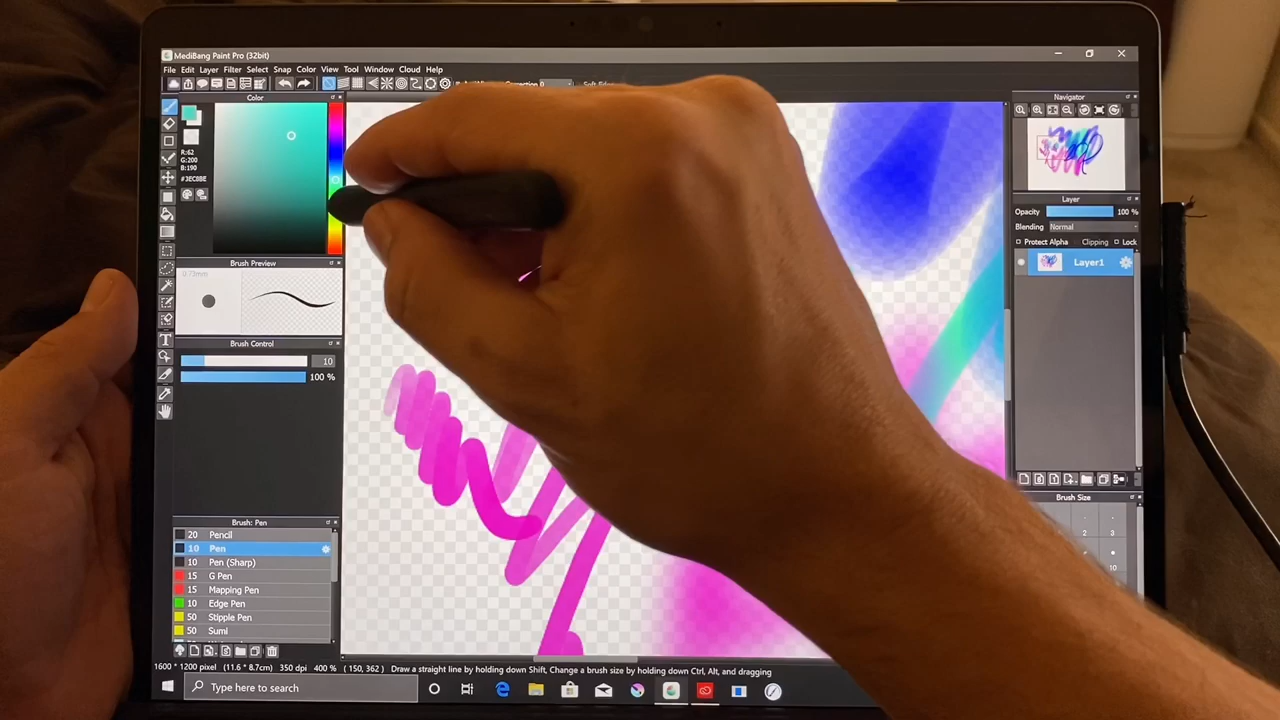 MediBang Paint Pro (32bit)
File Edit Layer Filter Select Snap Color View Tool Window Cloud Help
Color
R:62
G:200
B:190
#3EC8BE
Brush Preview
0.73mm
Brush Control
10
100 %
Brush: Pen
20 Pencil
10 Pen
10 Pen (Sharp)
15 G Pen
15 Mapping Pen
10 Edge Pen
50 Stipple Pen
50 Sumi
Navigator
Layer
Opacity 100 %
Blending Normal
Protect Alpha Clipping Lock
Layer1
Brush Size
2 3
10
1600 * 1200 pixel (11.6 * 8.7cm) 350 dpi 400 % ( 150, 362 ) Draw a straight line by holding down Shift, Change a brush size by holding down Ctrl, Alt, and dragging
Type here to search